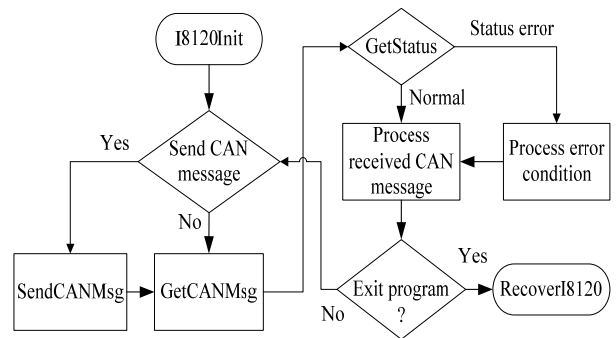 I8120Init
GetStatus
Status error
Normal
Yes
Send CAN
message
No
Process
received CAN
message
Process error
condition
SendCANMsg
GetCANMsg
No
Exit program
?
Yes
RecoverI8120